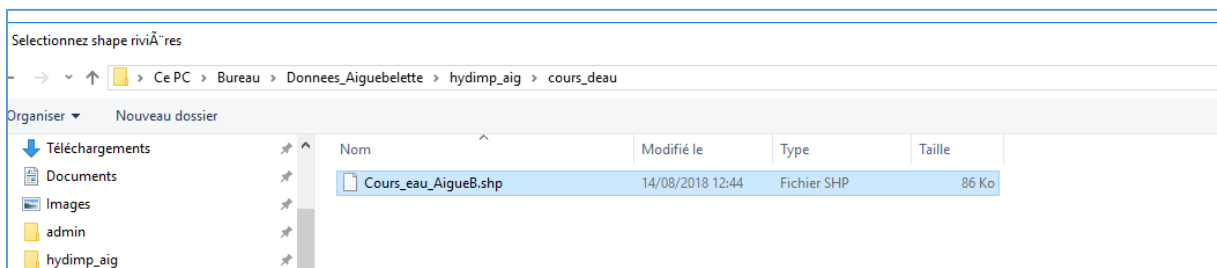 Selectionnez shape riviÃ¨res
> Ce PC > Bureau > Donnees_Aiguebelette > hydimp_aig > cours_deau
Organiser Nouveau dossier
Téléchargements
Documents
Images
admin
hydimp_aig
Nom Modifié le Type Taille
Cours_eau_AigueB.shp 14/08/2018 12:44 Fichier SHP 86 Ko